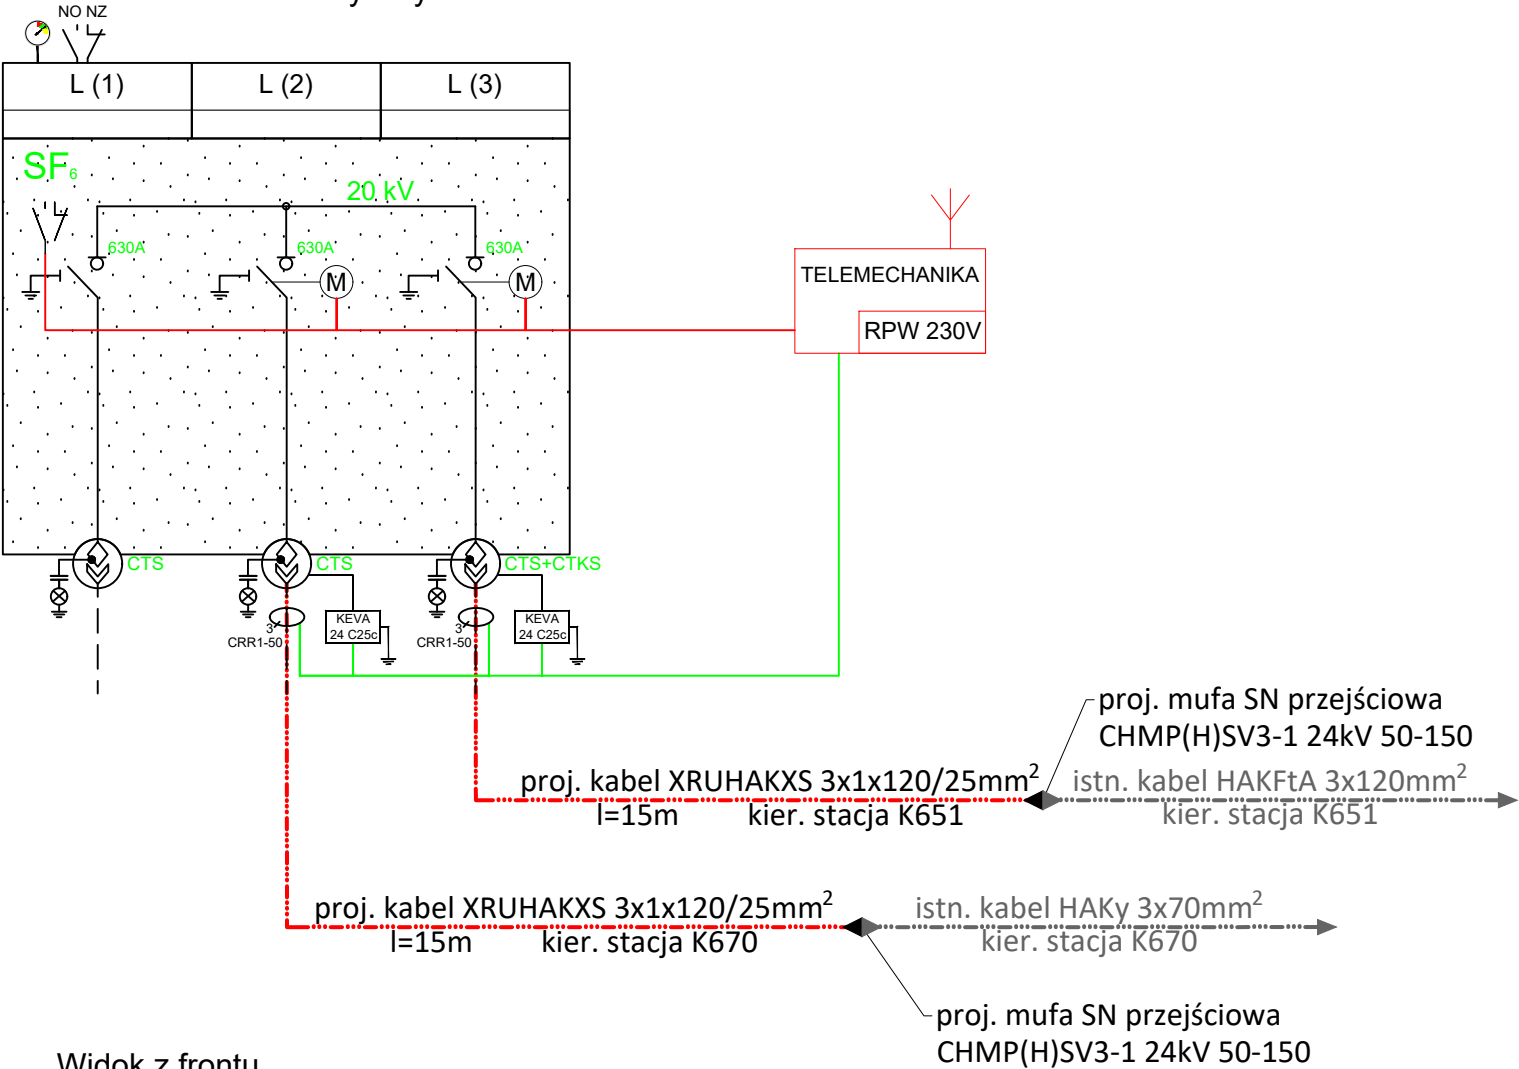 NO NZ
L (1)
L (2)
L (3)
SF6
20 kV
630A
630A
630A
M
M
TELEMECHANIKA
RPW 230V
CTS
CTS
CTS+CTKS
3
CRR1-50
KEVA
24 C25c
3
CRR1-50
KEVA
24 C25c
proj. mufa SN przejściowa
CHMP(H)SV3-1 24kV 50-150
proj. kabel XRUHAKXS 3x1x120/25mm²
l=15m kier. stacja K651
istn. kabel HAKFtA 3x120mm²
kier. stacja K651
proj. kabel XRUHAKXS 3x1x120/25mm²
l=15m kier. stacja K670
istn. kabel HAKy 3x70mm²
kier. stacja K670
proj. mufa SN przejściowa
CHMP(H)SV3-1 24kV 50-150
Widok z frontu